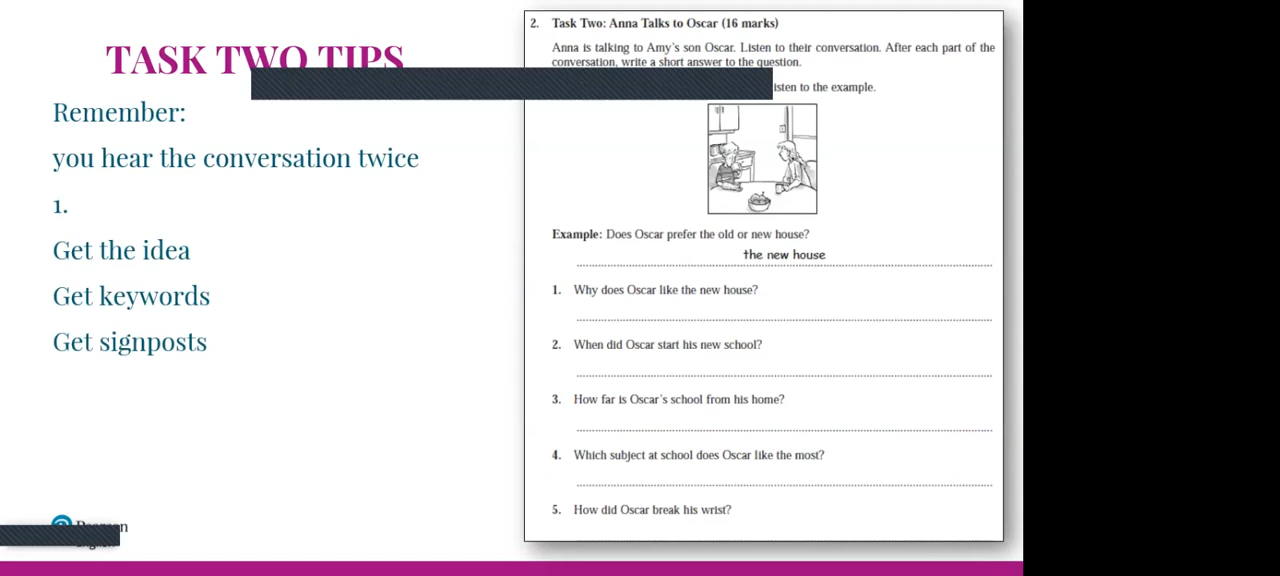 TASK TWO TIPS
Remember:
you hear the conversation twice
1.
Get the idea
Get keywords
Get signposts
2. Task Two: Anna Talks to Oscar (16 marks)
Anna is talking to Amy's son Oscar. Listen to their conversation. After each part of the
conversation, write a short answer to the question.
listen to the example.
Example: Does Oscar prefer the old or new house?
the new house
1. Why does Oscar like the new house?
2. When did Oscar start his new school?
3. How far is Oscar's school from his home?
4. Which subject at school does Oscar like the most?
5. How did Oscar break his wrist?